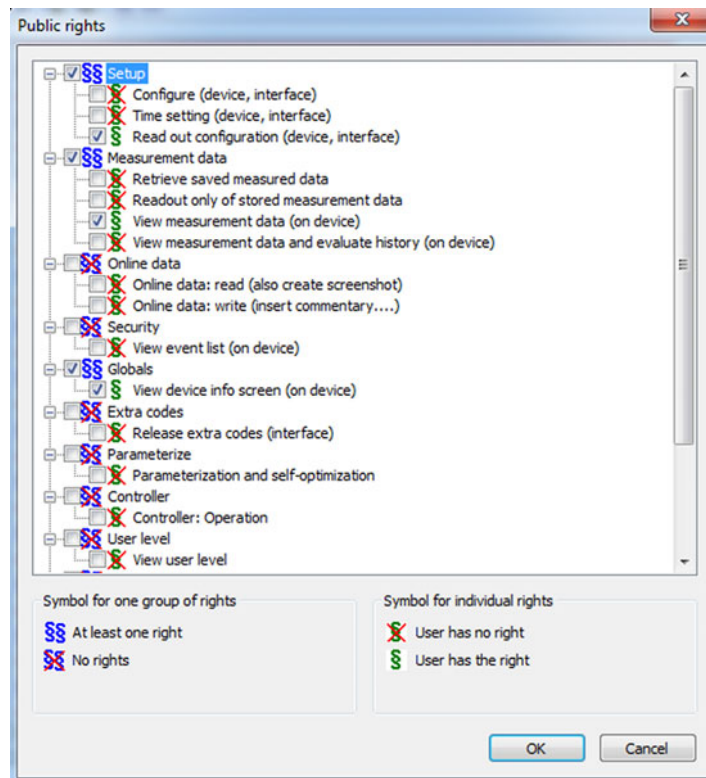 Public rights
§§ Setup
§ Configure (device, interface)
§ Time setting (device, interface)
§ Read out configuration (device, interface)
§§ Measurement data
§ Retrieve saved measured data
§ Readout only of stored measurement data
§ View measurement data (on device)
§ View measurement data and evaluate history (on device)
§§ Online data
§ Online data: read (also create screenshot)
§ Online data: write (insert commentary....)
§§ Security
§ View event list (on device)
§§ Globals
§ View device info screen (on device)
§§ Extra codes
§ Release extra codes (interface)
§§ Parameterize
§ Parameterization and self-optimization
§§ Controller
§ Controller: Operation
§§ User level
§ View user level
Symbol for one group of rights
§§ At least one right
§§ No rights
Symbol for individual rights
§ User has no right
§ User has the right
OK
Cancel